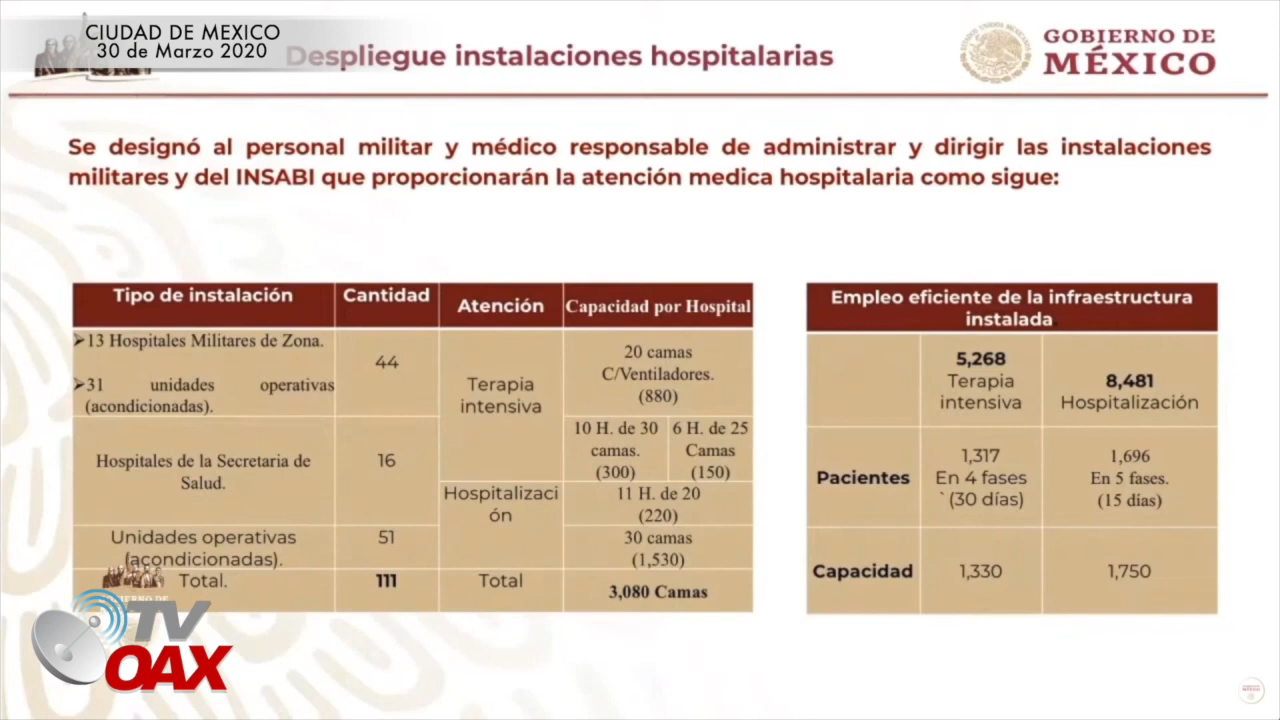 CIUDAD DE MEXICO
30 de Marzo 2020
Despliegue instalaciones hospitalarias
GOBIERNO DE
MÉXICO
Se designó al personal militar y médico responsable de administrar y dirigir las instalaciones
militares y del INSABI que proporcionarán la atención medica hospitalaria como sigue:
Tipo de instalación
Cantidad
Atención
Capacidad por Hospital
➢13 Hospitales Militares de Zona.
➢31 unidades operativas
(acondicionadas).
44
Terapia
intensiva
20 camas
C/Ventiladores.
(880)
Hospitales de la Secretaria de
Salud.
16
10 H. de 30
camas.
(300)
6 H. de 25
Camas
(150)
Hospitalizaci
ón
11 H. de 20
(220)
Unidades operativas
(acondicionadas).
51
30 camas
(1,530)
Total.
111
Total
3,080 Camas
Empleo eficiente de la infraestructura
instalada.
5,268
Terapia
intensiva
8,481
Hospitalización
Pacientes
1,317
En 4 fases
`(30 días)
1,696
En 5 fases.
(15 días)
Capacidad
1,330
1,750
GOBIERNO DE
TV
OAX